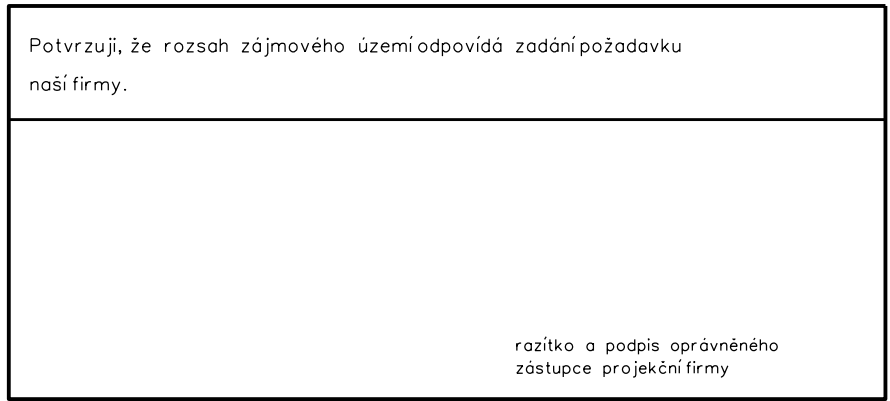 Potvrzuji, že rozsah zájmového území odpovídá zadání požadavku
naší firmy.
razítko a podpis oprávněného
zástupce projekční firmy